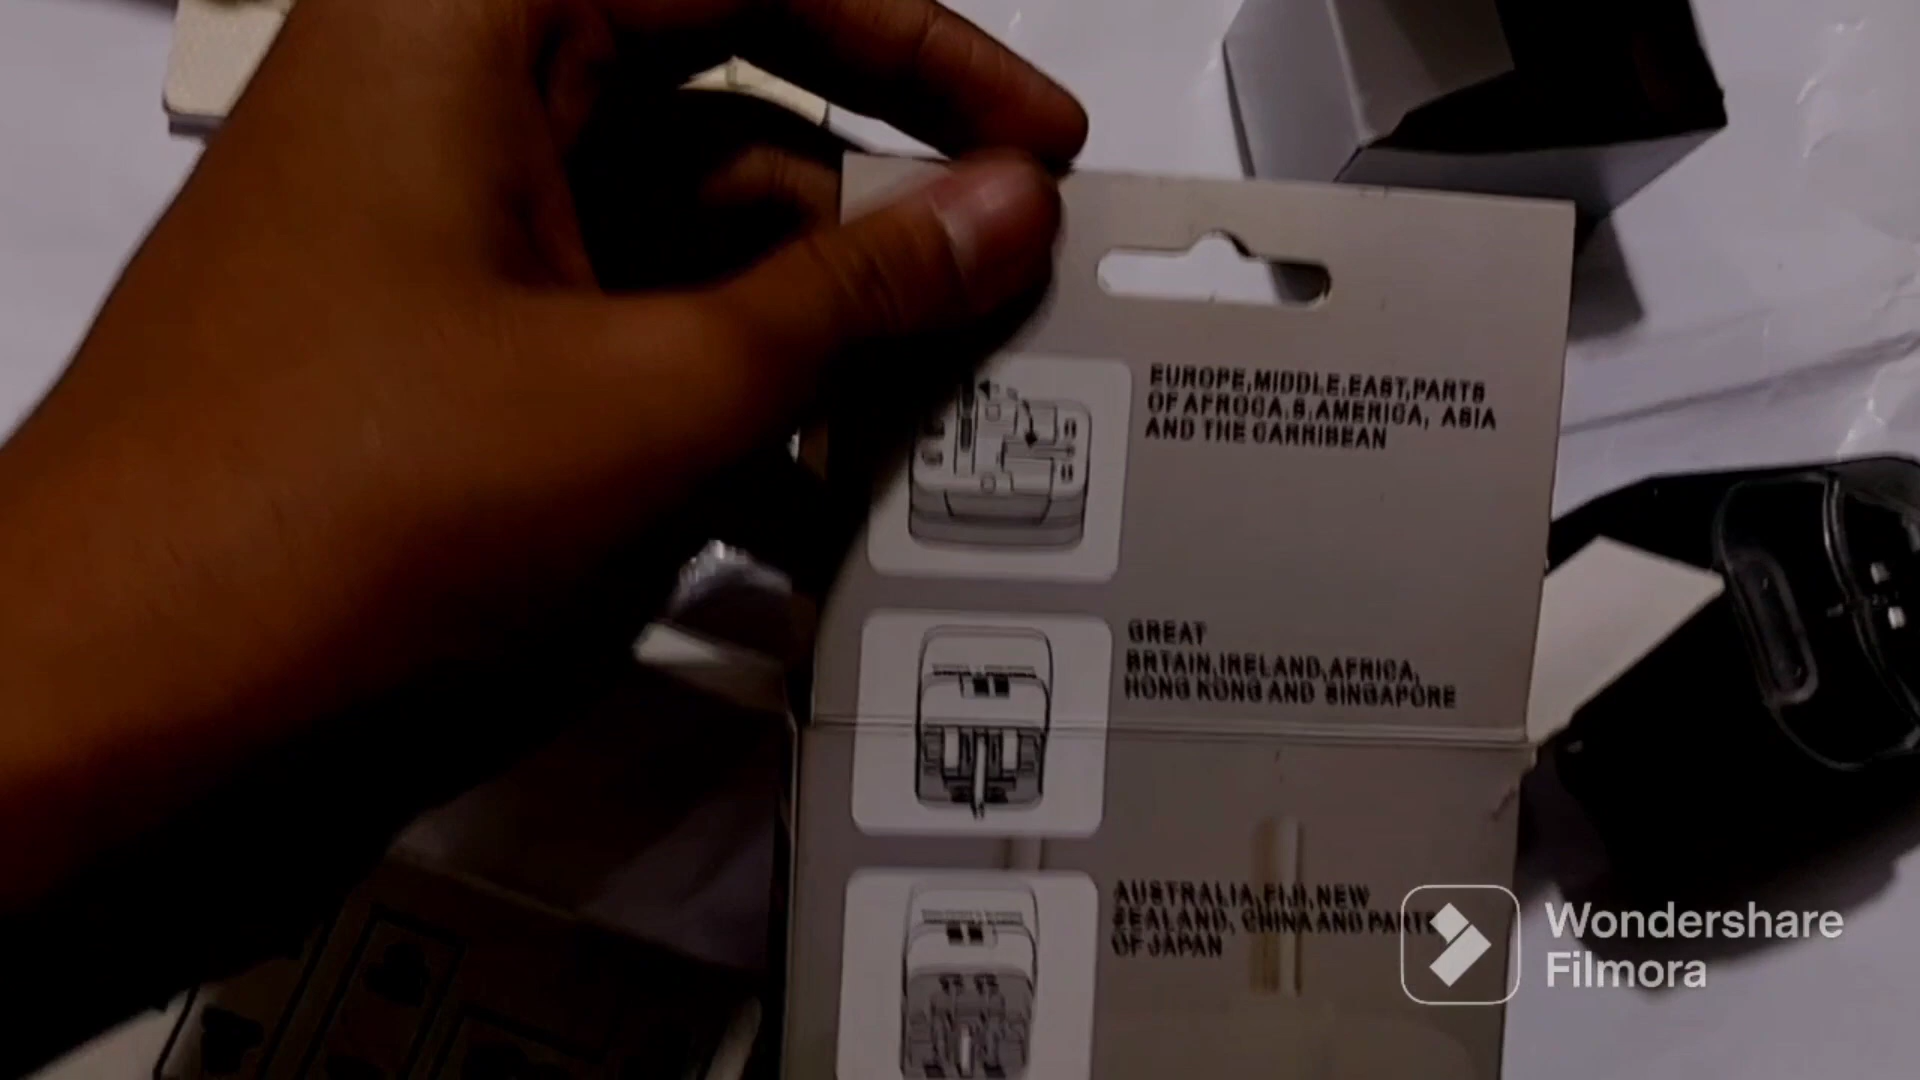 EUROPE,MIDDLE.EAST,PARTS
OF AFROCA.S.AMERICA, ASIA
AND THE CARRIBEAN
GREAT
BRTAIN,IRELAND,AFRICA,
HONG KONG AND SINGAPORE
AUSTRALIA,FIJI,NEW
ZEALAND, CHINA AND PARTS
OF JAPAN
Wondershare
Filmora